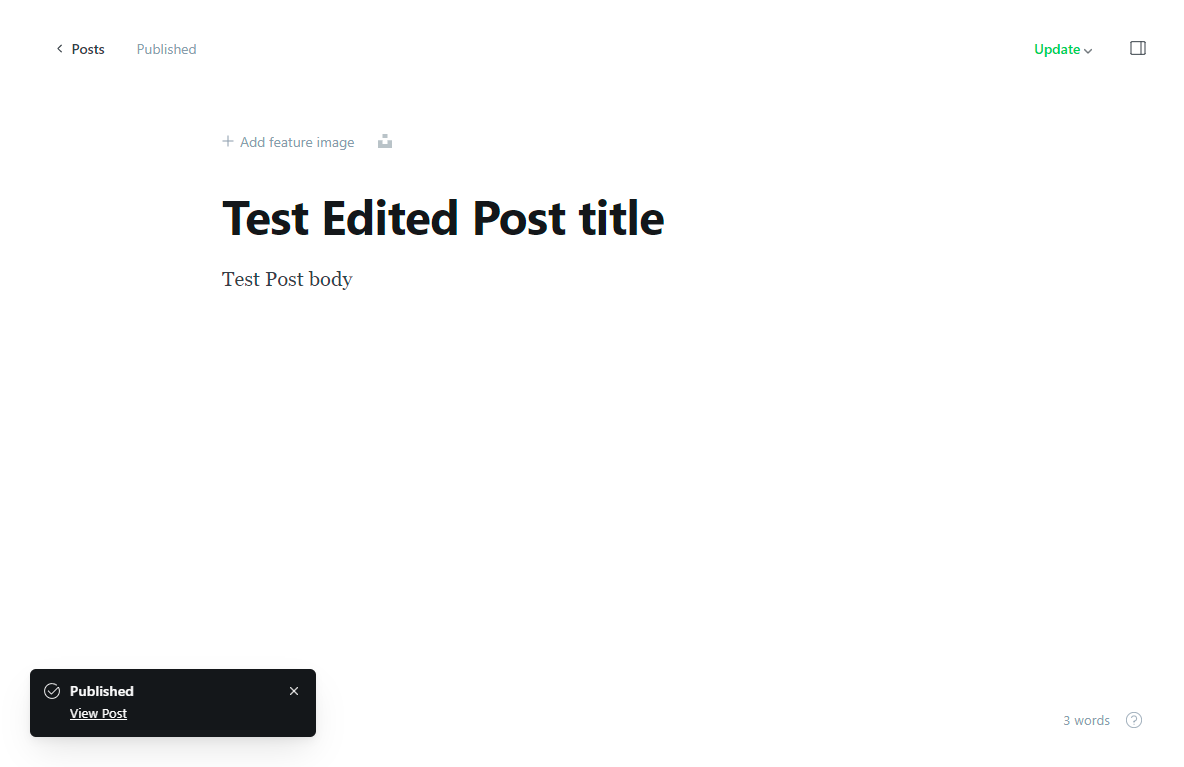 Posts Published Update
Add feature image
Test Edited Post title
Test Post body
Published
View Post
3 words